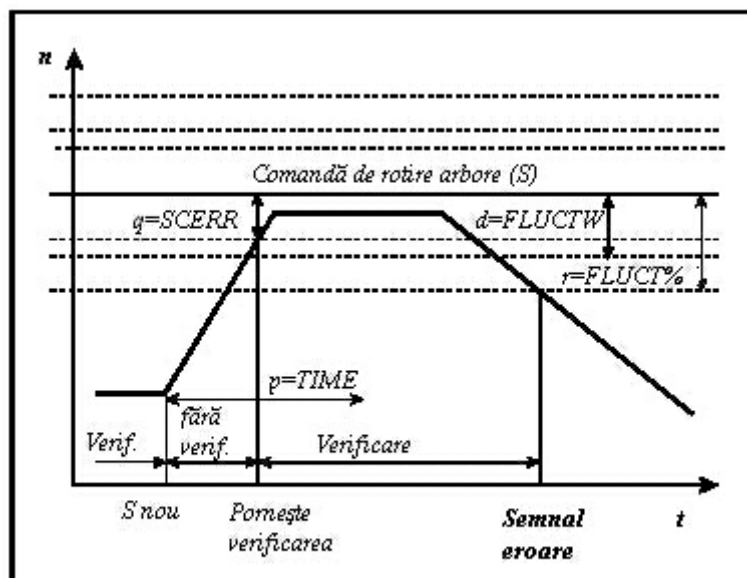 n
Comandă de rotire arbore (S)
q=SCERR
d=FLUCTW
r=FLUCT%
p=TIME
Verif.
fără
verif.
Verificare
S nou
Pornește
verificarea
Semnal
eroare
t